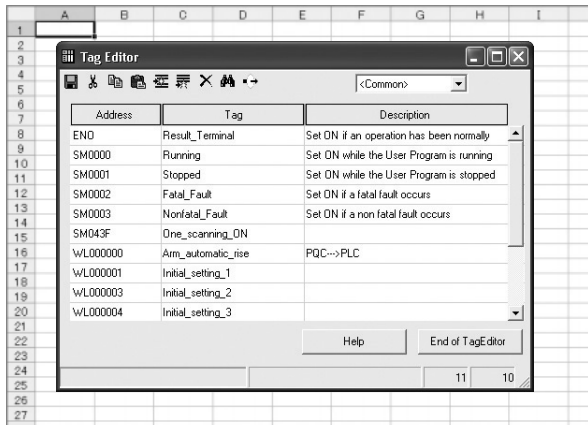 A B C D E F G H I
1
2
3
Tag Editor
4
5
<Common>
6
7
Address Tag Description
8
ENO Result_Terminal Set ON if an operation has been normally
9
SM0000 Running Set ON while the User Program is running
10
11
SM0001 Stopped Set ON while the User Program is stopped
12
SM0002 Fatal_Fault Set ON if a fatal fault occurs
13
SM0003 Nonfatal_Fault Set ON if a non fatal fault occurs
14
15
SM043F One_scanning_ON
16
WL000000 Arm_automatic_rise PQC--->PLC
17
WL000001 Initial_setting_1
18
19
WL000003 Initial_setting_2
20
WL000004 Initial_setting_3
21
22
Help End of TagEditor
23
24
11 10
25
26
27